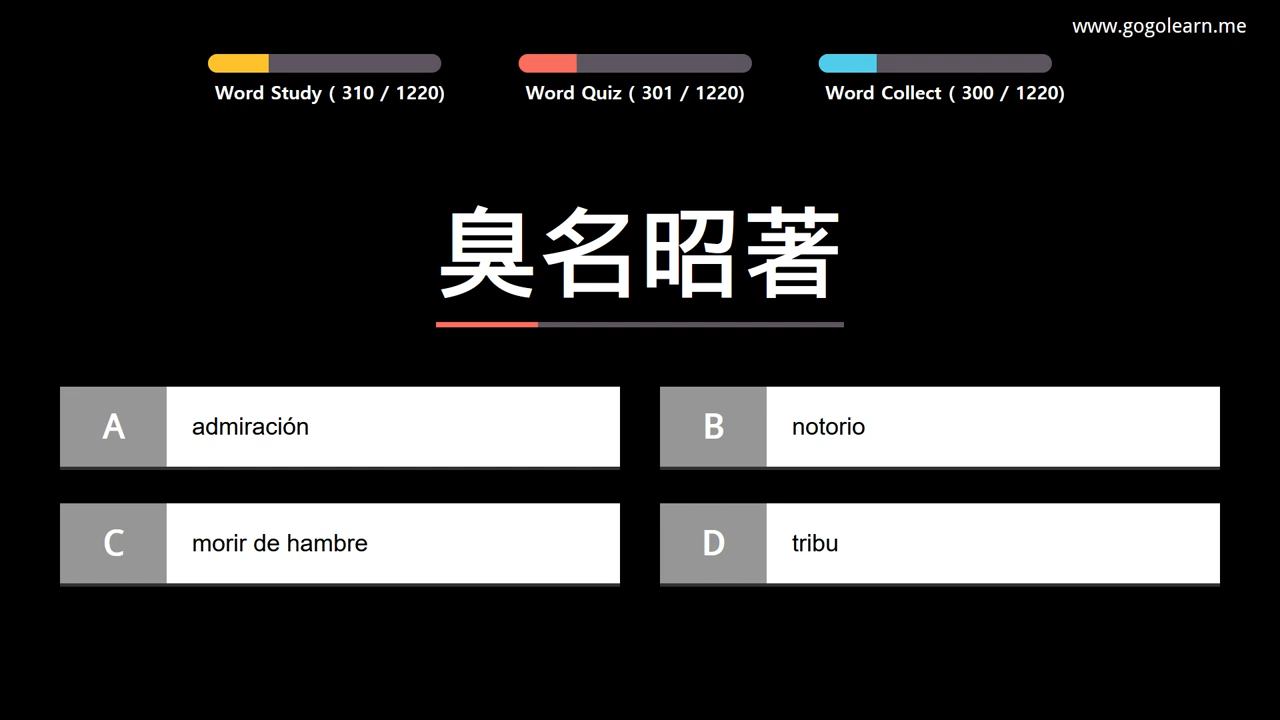 www.gogolearn.me
Word Study ( 310 / 1220)
Word Quiz ( 301 / 1220)
Word Collect ( 300 / 1220)
臭名昭著
A admiración
B notorio
C morir de hambre
D tribu